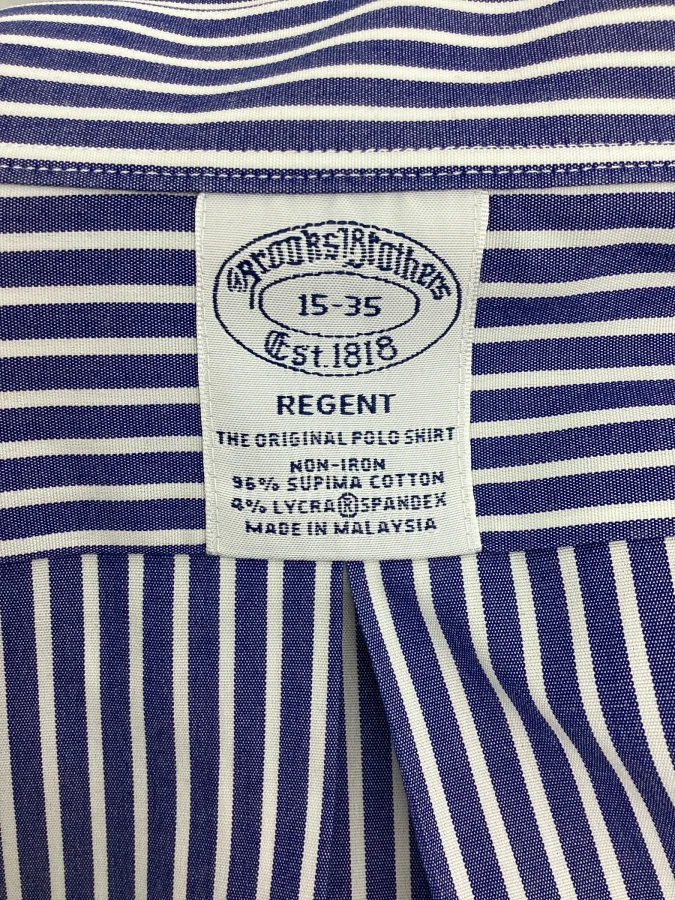 Brooks Brothers
15-35
Est. 1818
REGENT
THE ORIGINAL POLO SHIRT
NON-IRON
96% SUPIMA COTTON
4% LYCRA® SPANDEX
MADE IN MALAYSIA